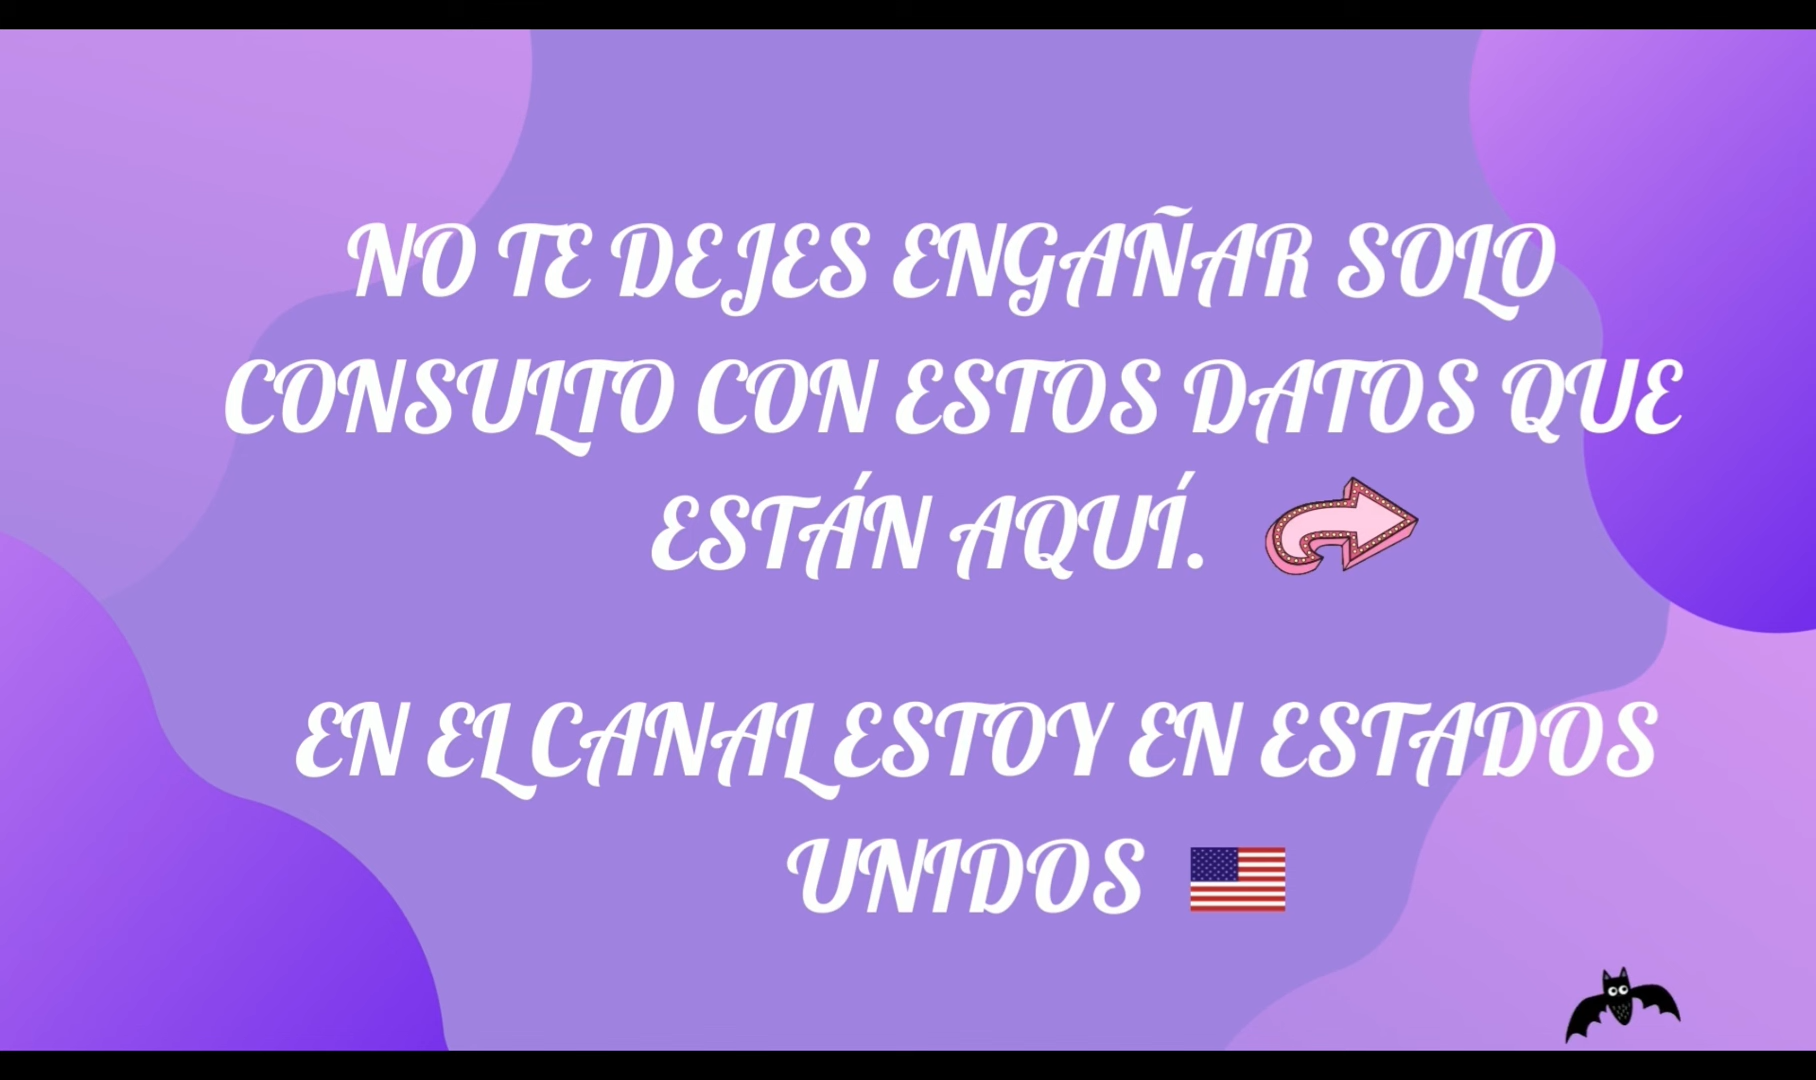 NO TE DEJES ENGAÑAR SOLO
CONSULTO CON ESTOS DATOS QUE
ESTÁN AQUÍ.
EN EL CANAL ESTOY EN ESTADOS
UNIDOS